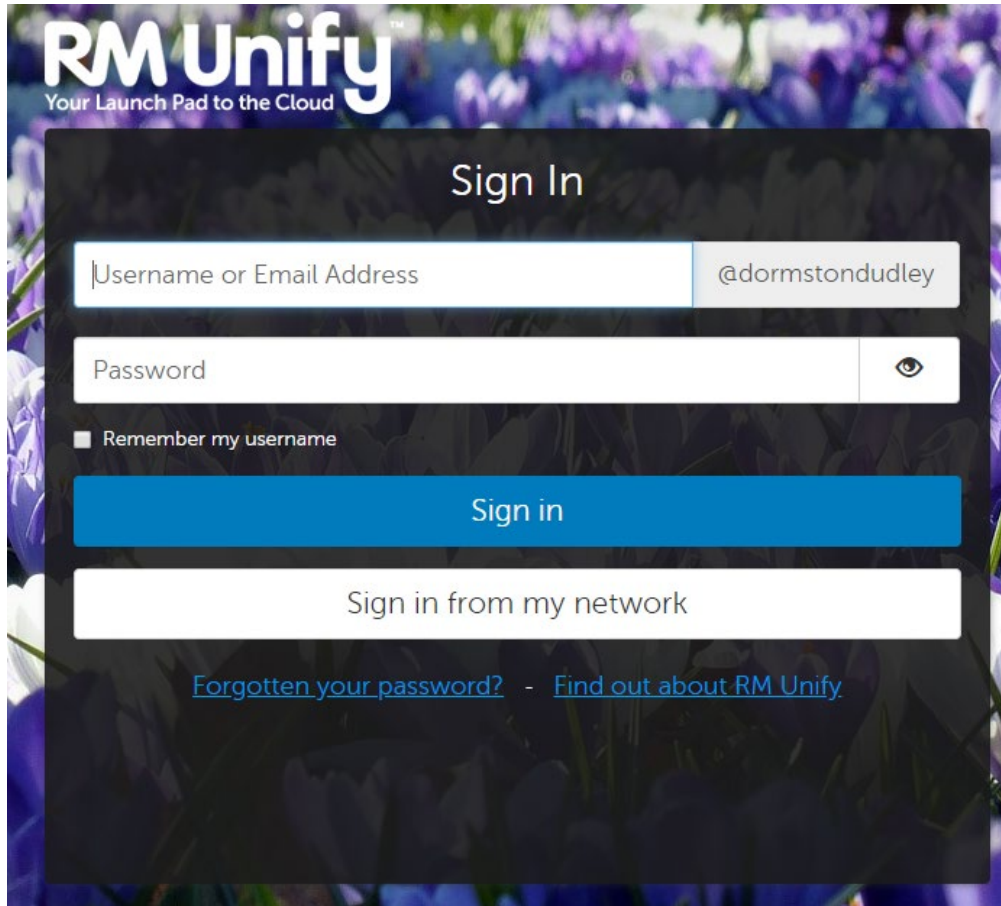 RM Unify™
Your Launch Pad to the Cloud
Sign In
Username or Email Address @dormstondudley
Password
Remember my username
Sign in
Sign in from my network
Forgotten your password? - Find out about RM Unify